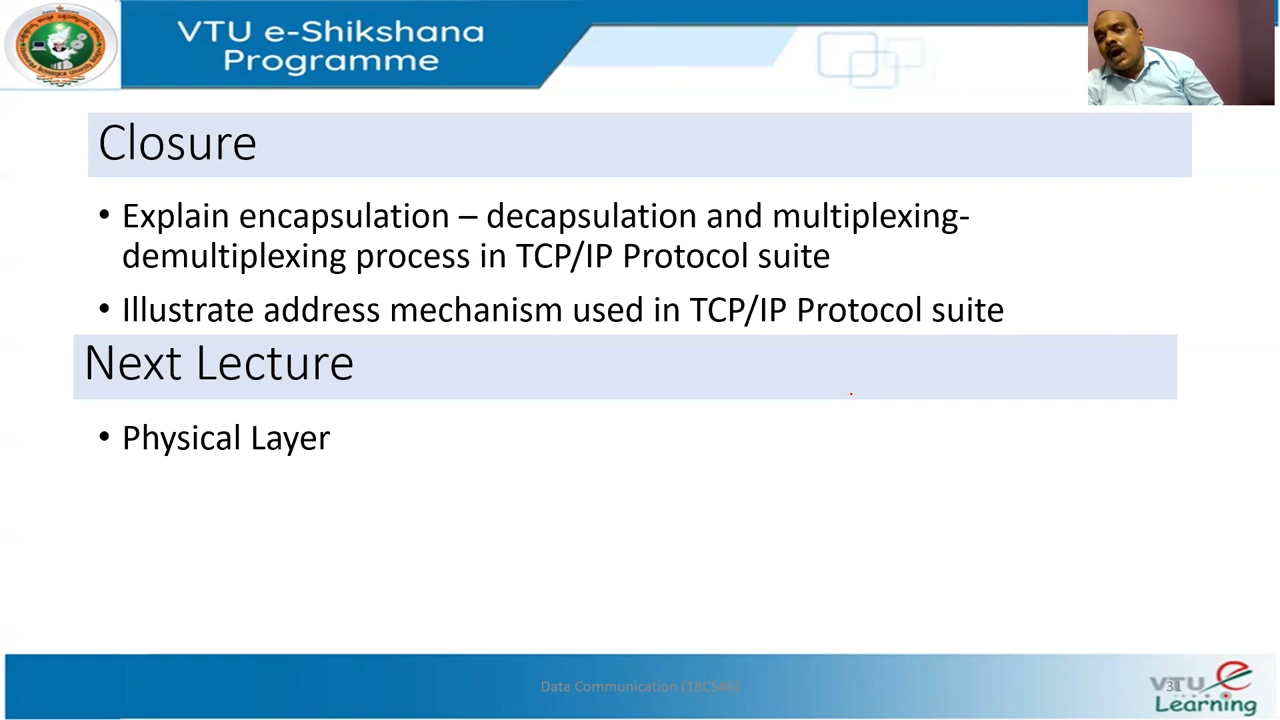 VTU e-Shikshana
Programme
Closure
• Explain encapsulation – decapsulation and multiplexing-
demultiplexing process in TCP/IP Protocol suite
• Illustrate address mechanism used in TCP/IP Protocol suite
Next Lecture
• Physical Layer
Data Communication (18CS46)
31
VTU e
Learning